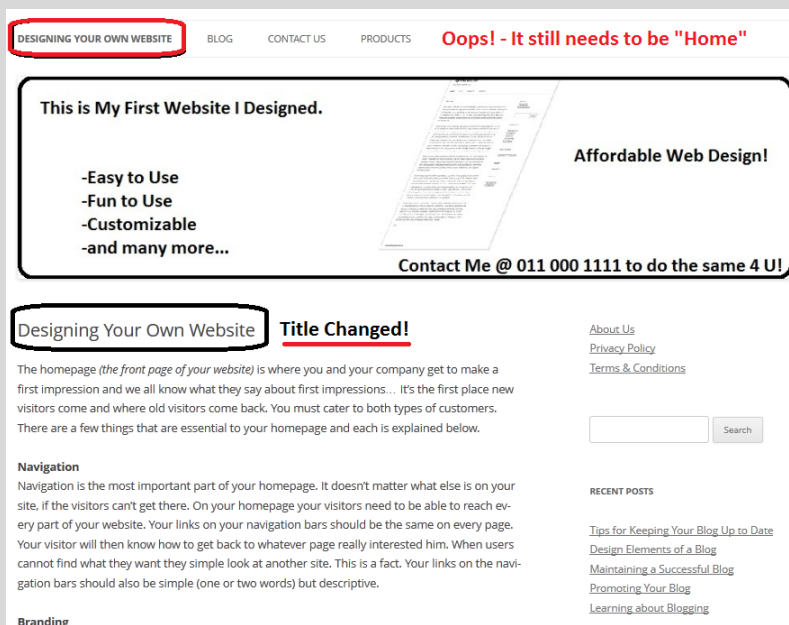 DESIGNING YOUR OWN WEBSITE BLOG CONTACT US PRODUCTS Oops! - It still needs to be "Home"
This is My First Website I Designed.
Affordable Web Design!
-Easy to Use
-Fun to Use
-Customizable
-and many more...
Contact Me @ 011 000 1111 to do the same 4 U!
Designing Your Own Website Title Changed!
The homepage (the front page of your website) is where you and your company get to make a
first impression and we all know what they say about first impressions… It's the first place new
visitors come and where old visitors come back. You must cater to both types of customers.
There are a few things that are essential to your homepage and each is explained below.
Navigation
Navigation is the most important part of your homepage. It doesn't matter what else is on your
site, if the visitors can't get there. On your homepage your visitors need to be able to reach ev-
ery part of your website. Your links on your navigation bars should be the same on every page.
Your visitor will then know how to get back to whatever page really interested him. When users
cannot find what they want they simple look at another site. This is a fact. Your links on the navi-
gation bars should also be simple (one or two words) but descriptive.
Branding
About Us
Privacy Policy
Terms & Conditions
Search
RECENT POSTS
Tips for Keeping Your Blog Up to Date
Design Elements of a Blog
Maintaining a Successful Blog
Promoting Your Blog
Learning about Blogging